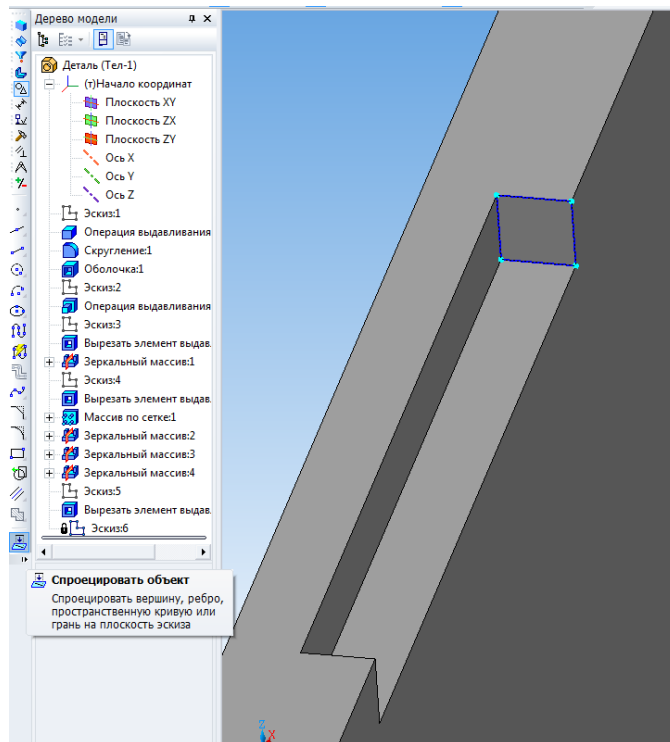 Дерево модели
Деталь (Тел-1)
(т)Начало координат
Плоскость XY
Плоскость ZX
Плоскость ZY
Ось X
Ось Y
Ось Z
Эскиз:1
Операция выдавливания
Скругление:1
Оболочка:1
Эскиз:2
Операция выдавливания
Эскиз:3
Вырезать элемент выдав.
Зеркальный массив:1
Эскиз:4
Вырезать элемент выдав.
Массив по сетке:1
Зеркальный массив:2
Зеркальный массив:3
Зеркальный массив:4
Эскиз:5
Вырезать элемент выдав.
Эскиз:6
Спроецировать объект
Спроецировать вершину, ребро,
пространственную кривую или
грань на плоскость эскиза
Z
X